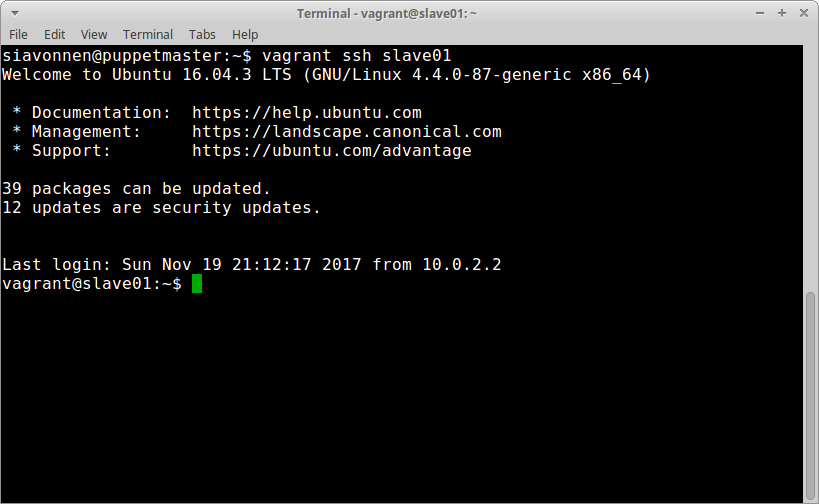 Terminal - vagrant@slave01: ~
File Edit View Terminal Tabs Help
siavonnen@puppetmaster:~$ vagrant ssh slave01
Welcome to Ubuntu 16.04.3 LTS (GNU/Linux 4.4.0-87-generic x86_64)
* Documentation:  https://help.ubuntu.com
* Management:     https://landscape.canonical.com
* Support:        https://ubuntu.com/advantage
39 packages can be updated.
12 updates are security updates.
Last login: Sun Nov 19 21:12:17 2017 from 10.0.2.2
vagrant@slave01:~$